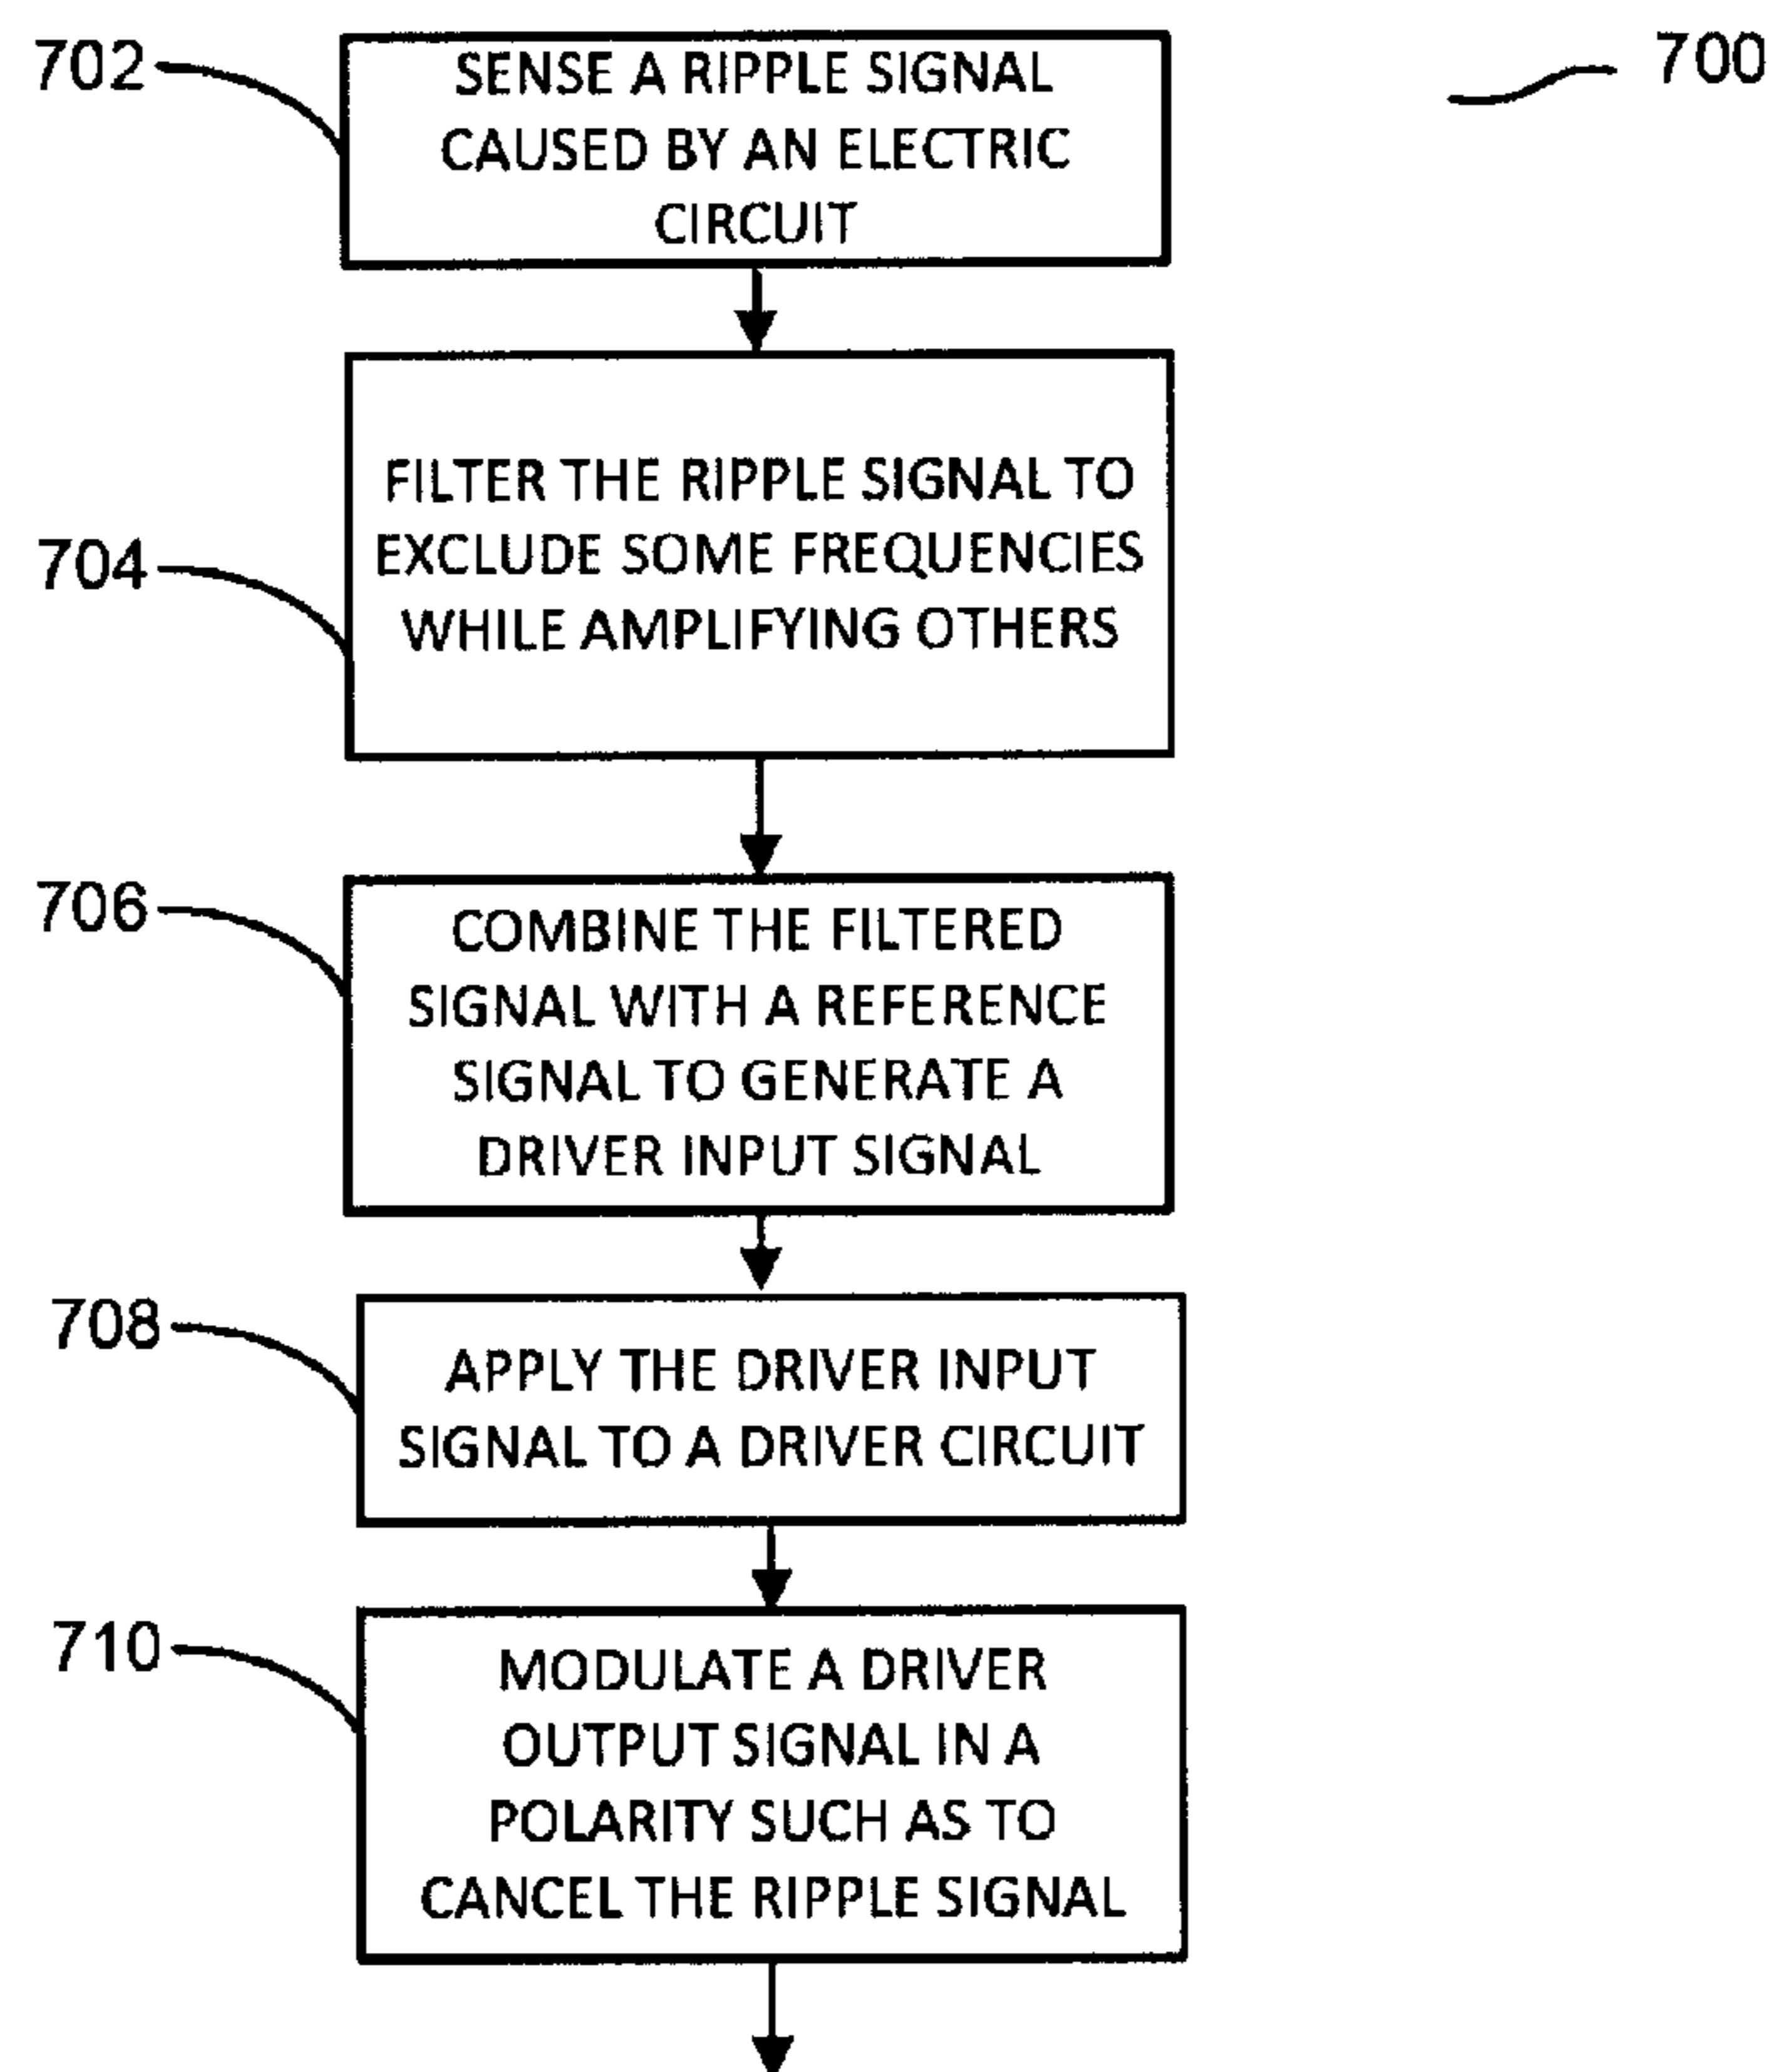 700
702
SENSE A RIPPLE SIGNAL
CAUSED BY AN ELECTRIC
CIRCUIT
704
FILTER THE RIPPLE SIGNAL TO
EXCLUDE SOME FREQUENCIES
WHILE AMPLIFYING OTHERS
706
COMBINE THE FILTERED
SIGNAL WITH A REFERENCE
SIGNAL TO GENERATE A
DRIVER INPUT SIGNAL
708
APPLY THE DRIVER INPUT
SIGNAL TO A DRIVER CIRCUIT
710
MODULATE A DRIVER
OUTPUT SIGNAL IN A
POLARITY SUCH AS TO
CANCEL THE RIPPLE SIGNAL